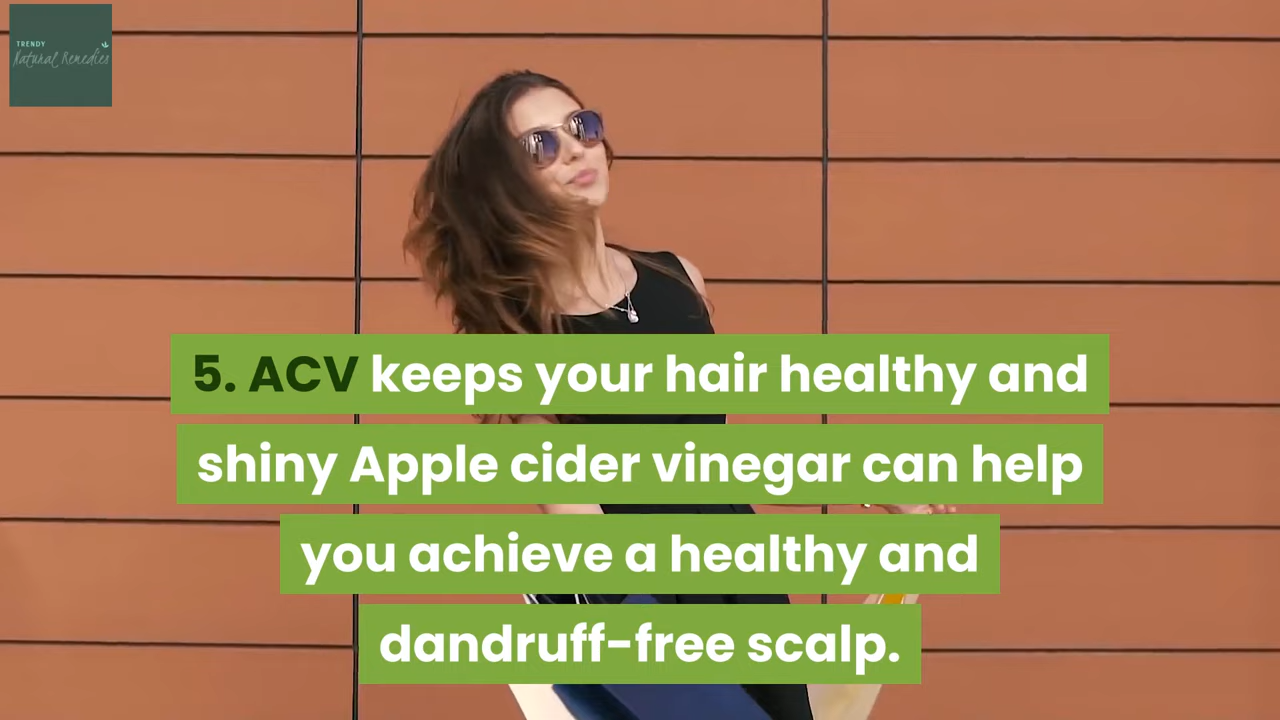 TRENDY
Natural Remedies
5. ACV keeps your hair healthy and
shiny Apple cider vinegar can help
you achieve a healthy and
dandruff-free scalp.